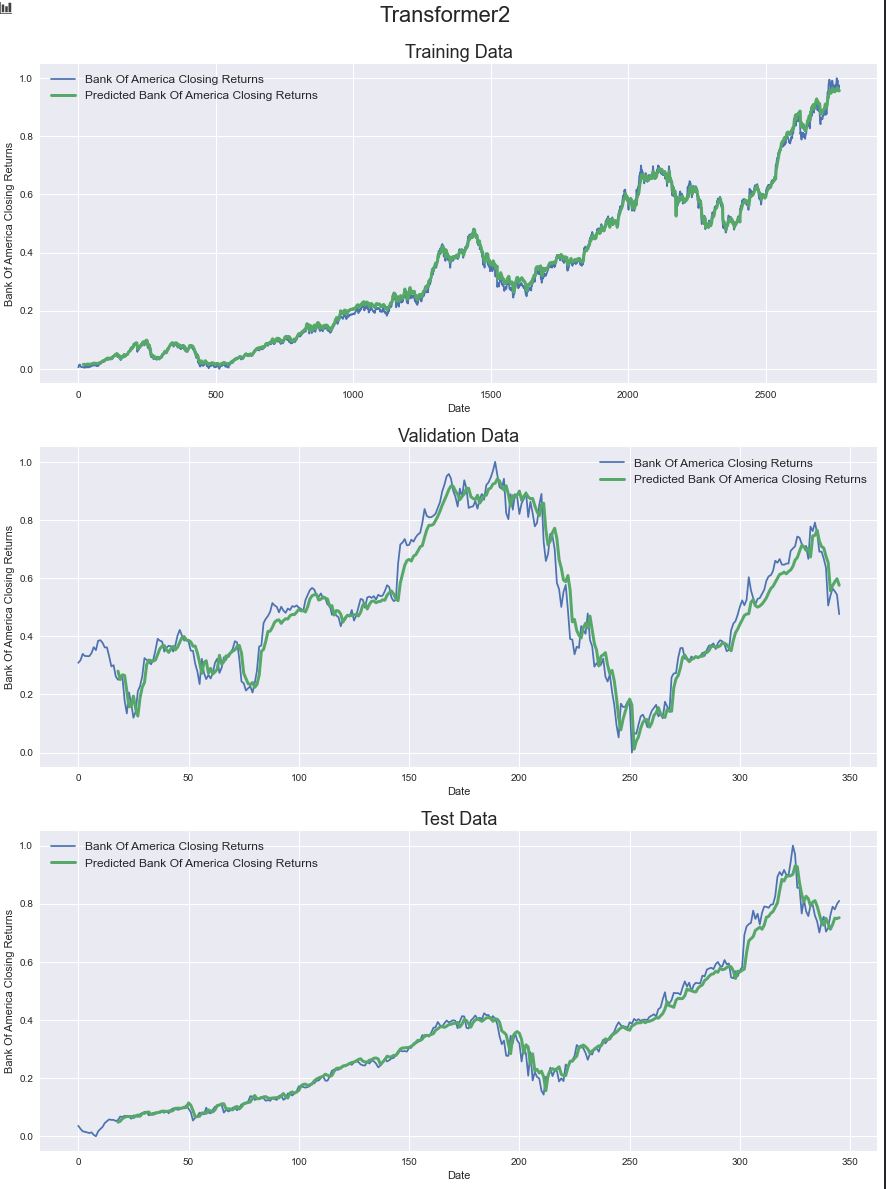 Transformer2
Training Data
Bank Of America Closing Returns
Predicted Bank Of America Closing Returns
Bank Of America Closing Returns
1.0
0.8
0.6
0.4
0.2
0.0
0 500 1000 1500 2000 2500
Date
Validation Data
Bank Of America Closing Returns
Predicted Bank Of America Closing Returns
Bank Of America Closing Returns
1.0
0.8
0.6
0.4
0.2
0.0
0 50 100 150 200 250 300 350
Date
Test Data
Bank Of America Closing Returns
Predicted Bank Of America Closing Returns
Bank Of America Closing Returns
1.0
0.8
0.6
0.4
0.2
0.0
0 50 100 150 200 250 300 350
Date